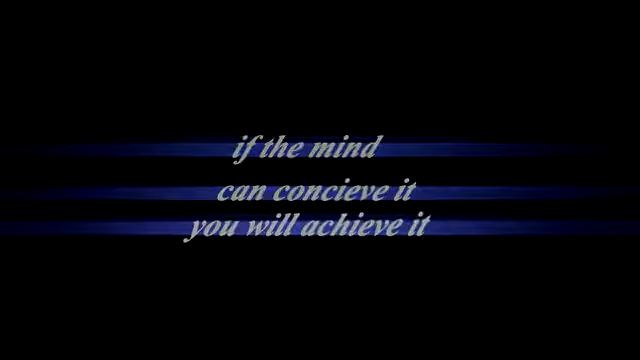 if the mind
can concieve it
you will achieve it